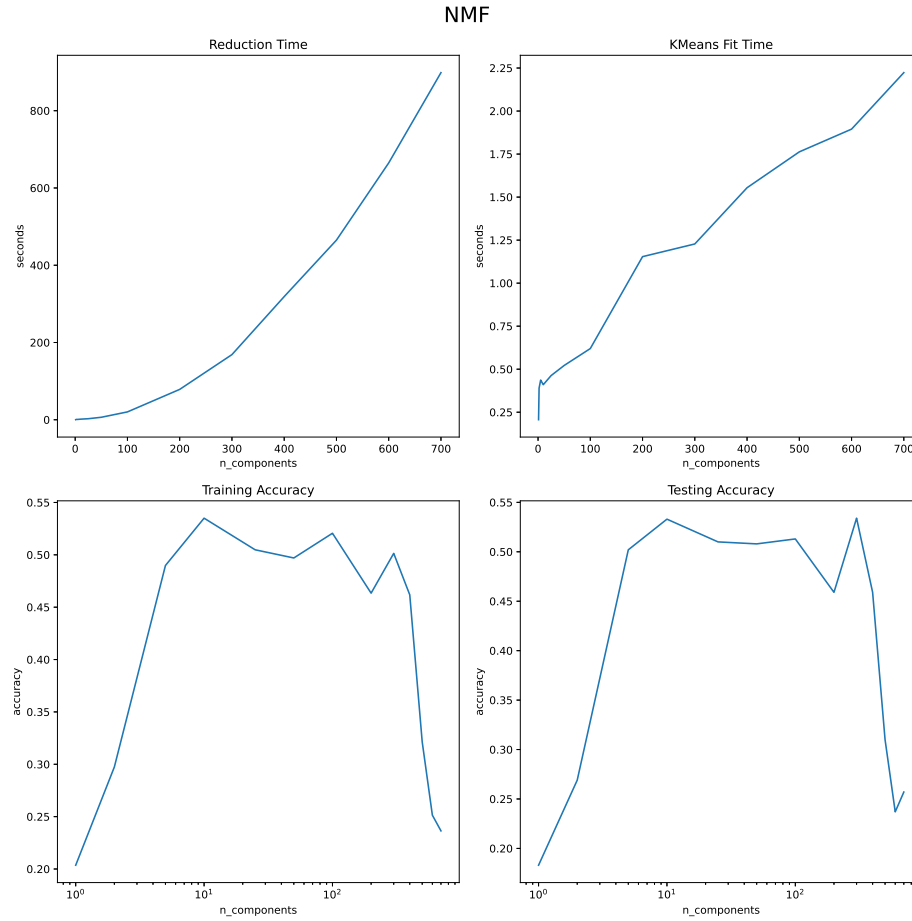 NMF
Reduction Time
800
600
400
200
0
seconds
0 100 200 300 400 500 600 700
n_components
KMeans Fit Time
2.25
2.00
1.75
1.50
1.25
1.00
0.75
0.50
0.25
seconds
0 100 200 300 400 500 600 700
n_components
Training Accuracy
0.55
0.50
0.45
0.40
0.35
0.30
0.25
0.20
accuracy
10⁰ 10¹ 10²
n_components
Testing Accuracy
0.55
0.50
0.45
0.40
0.35
0.30
0.25
0.20
accuracy
10⁰ 10¹ 10²
n_components